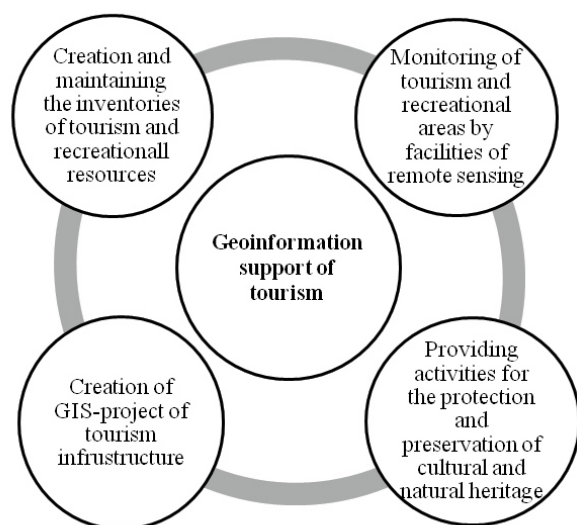 Creation and
maintaining
the inventories
of tourism and
recreationall
resources
Monitoring of
tourism and
recreational
areas by
facilities of
remote sensing
Geoinformation
support of
tourism
Creation of
GIS-project of
tourism
infrustructure
Providing
activities for
the protection
and
preservation of
cultural and
natural heritage